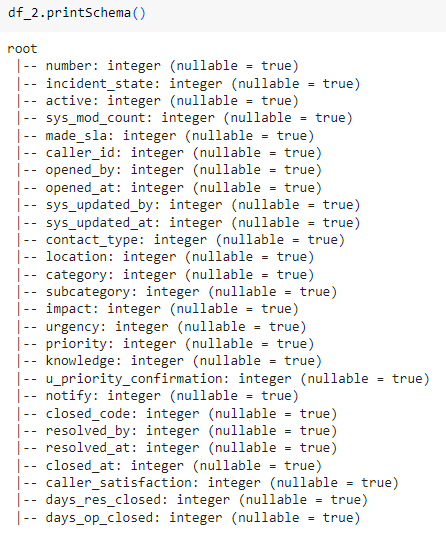 df_2.printSchema()
root
|-- number: integer (nullable = true)
|-- incident_state: integer (nullable = true)
|-- active: integer (nullable = true)
|-- sys_mod_count: integer (nullable = true)
|-- made_sla: integer (nullable = true)
|-- caller_id: integer (nullable = true)
|-- opened_by: integer (nullable = true)
|-- opened_at: integer (nullable = true)
|-- sys_updated_by: integer (nullable = true)
|-- sys_updated_at: integer (nullable = true)
|-- contact_type: integer (nullable = true)
|-- location: integer (nullable = true)
|-- category: integer (nullable = true)
|-- subcategory: integer (nullable = true)
|-- impact: integer (nullable = true)
|-- urgency: integer (nullable = true)
|-- priority: integer (nullable = true)
|-- knowledge: integer (nullable = true)
|-- u_priority_confirmation: integer (nullable = true)
|-- notify: integer (nullable = true)
|-- closed_code: integer (nullable = true)
|-- resolved_by: integer (nullable = true)
|-- resolved_at: integer (nullable = true)
|-- closed_at: integer (nullable = true)
|-- caller_satisfaction: integer (nullable = true)
|-- days_res_closed: integer (nullable = true)
|-- days_op_closed: integer (nullable = true)